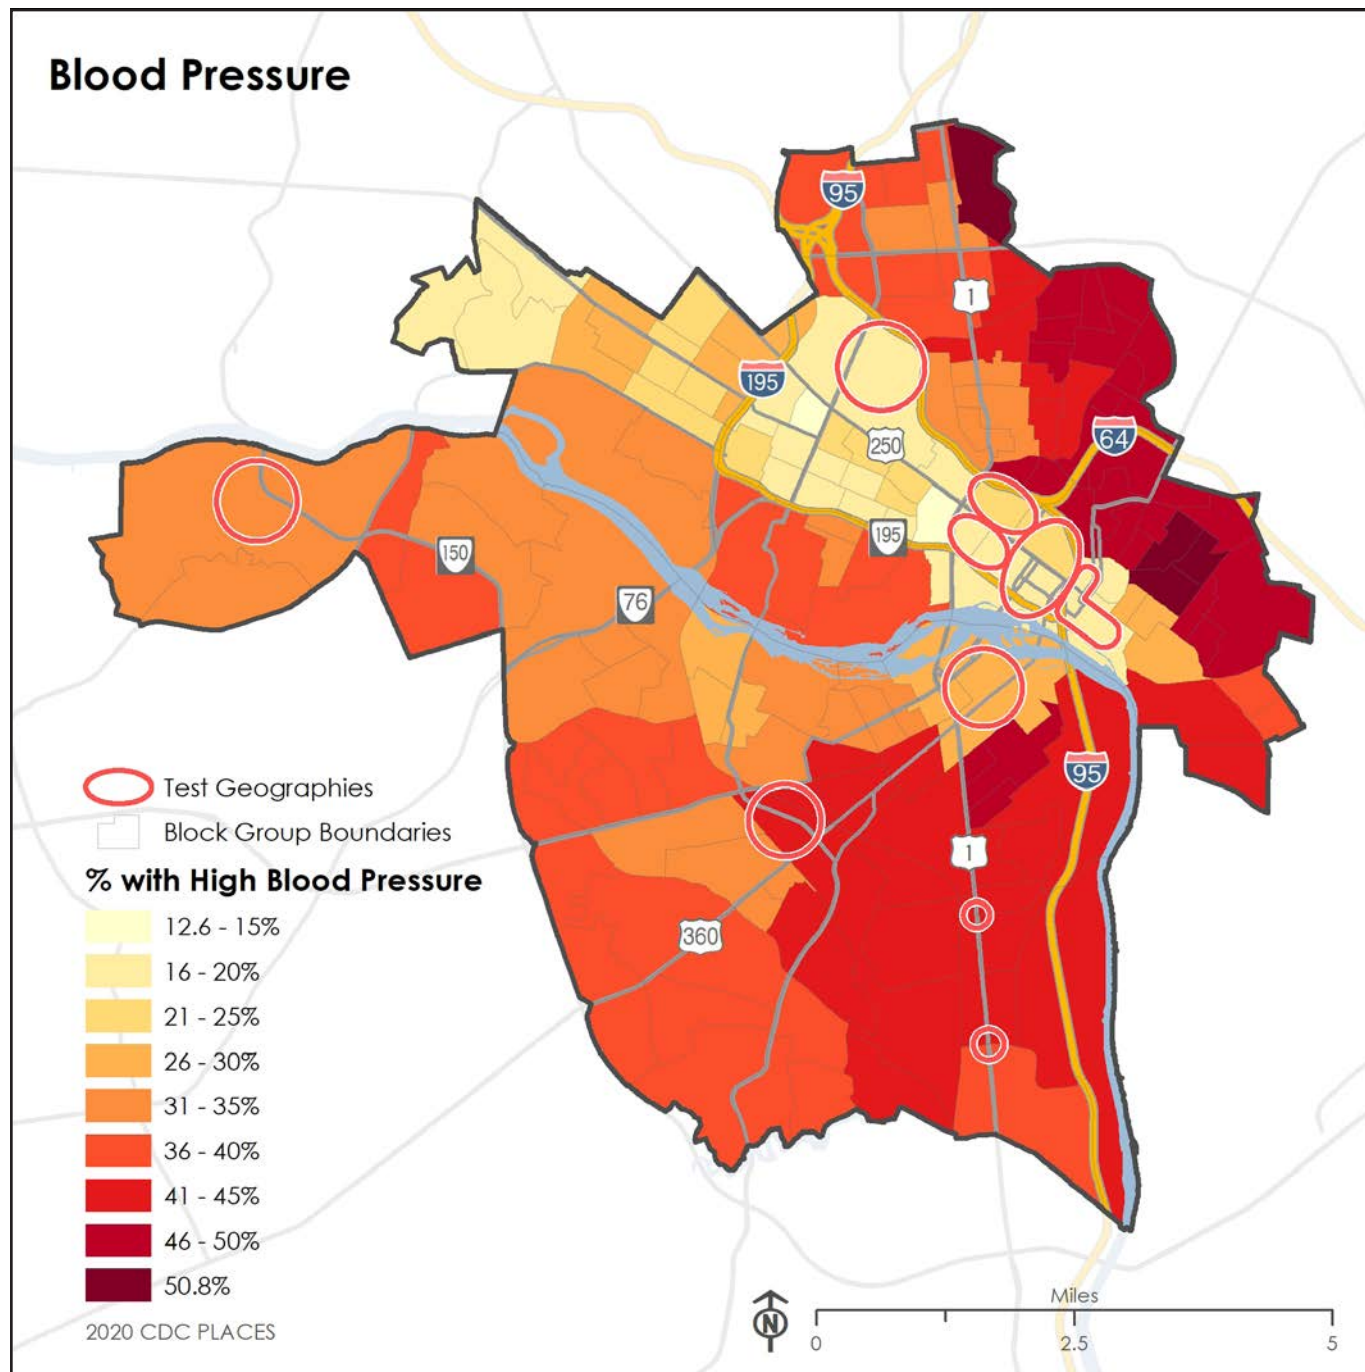 Blood Pressure
95
1
195
250
64
195
150
76
95
1
360
Test Geographies
Block Group Boundaries
% with High Blood Pressure
12.6 - 15%
16 - 20%
21 - 25%
26 - 30%
31 - 35%
36 - 40%
41 - 45%
46 - 50%
50.8%
2020 CDC PLACES
N
Miles
0 2.5 5